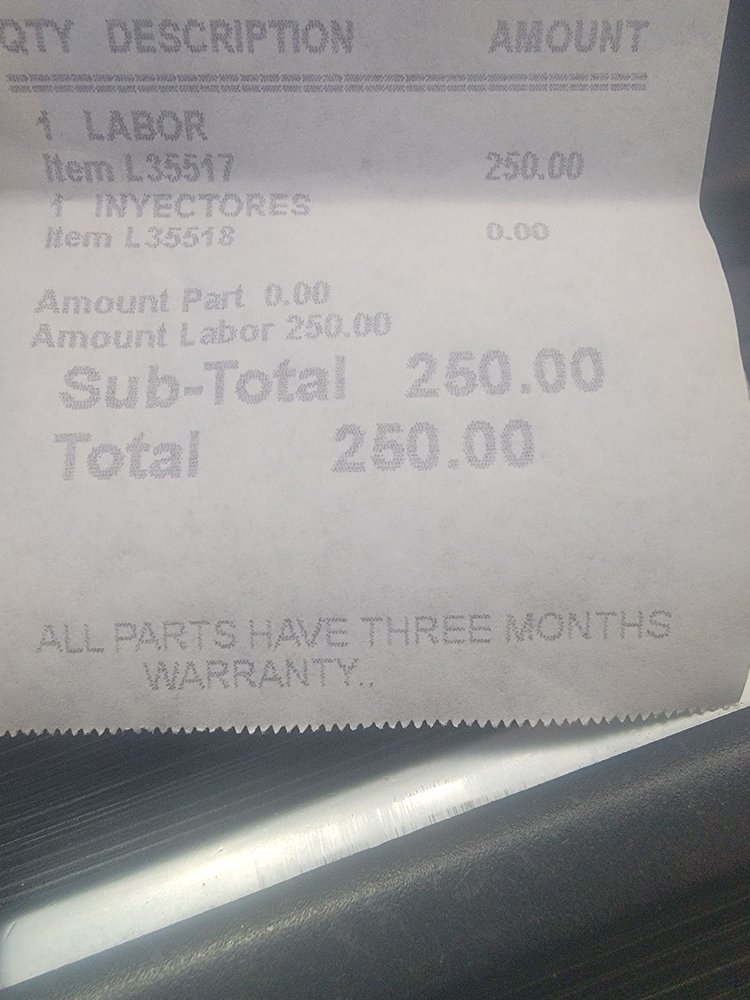 QTY DESCRIPTION AMOUNT
1 LABOR
Item L35517 250.00
1 INYECTORES
Item L35518 0.00
Amount Part 0.00
Amount Labor 250.00
Sub-Total 250.00
Total 250.00
ALL PARTS HAVE THREE MONTHS
WARRANTY..